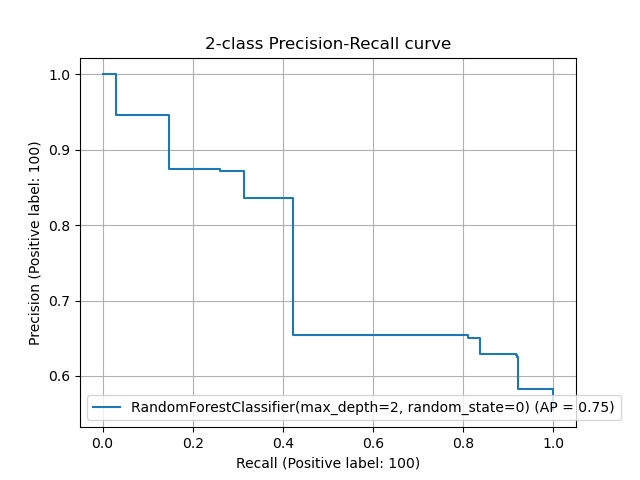 2-class Precision-Recall curve
1.0
0.9
0.8
0.7
0.6
Precision (Positive label: 100)
RandomForestClassifier(max_depth=2, random_state=0) (AP = 0.75)
0.0 0.2 0.4 0.6 0.8 1.0
Recall (Positive label: 100)